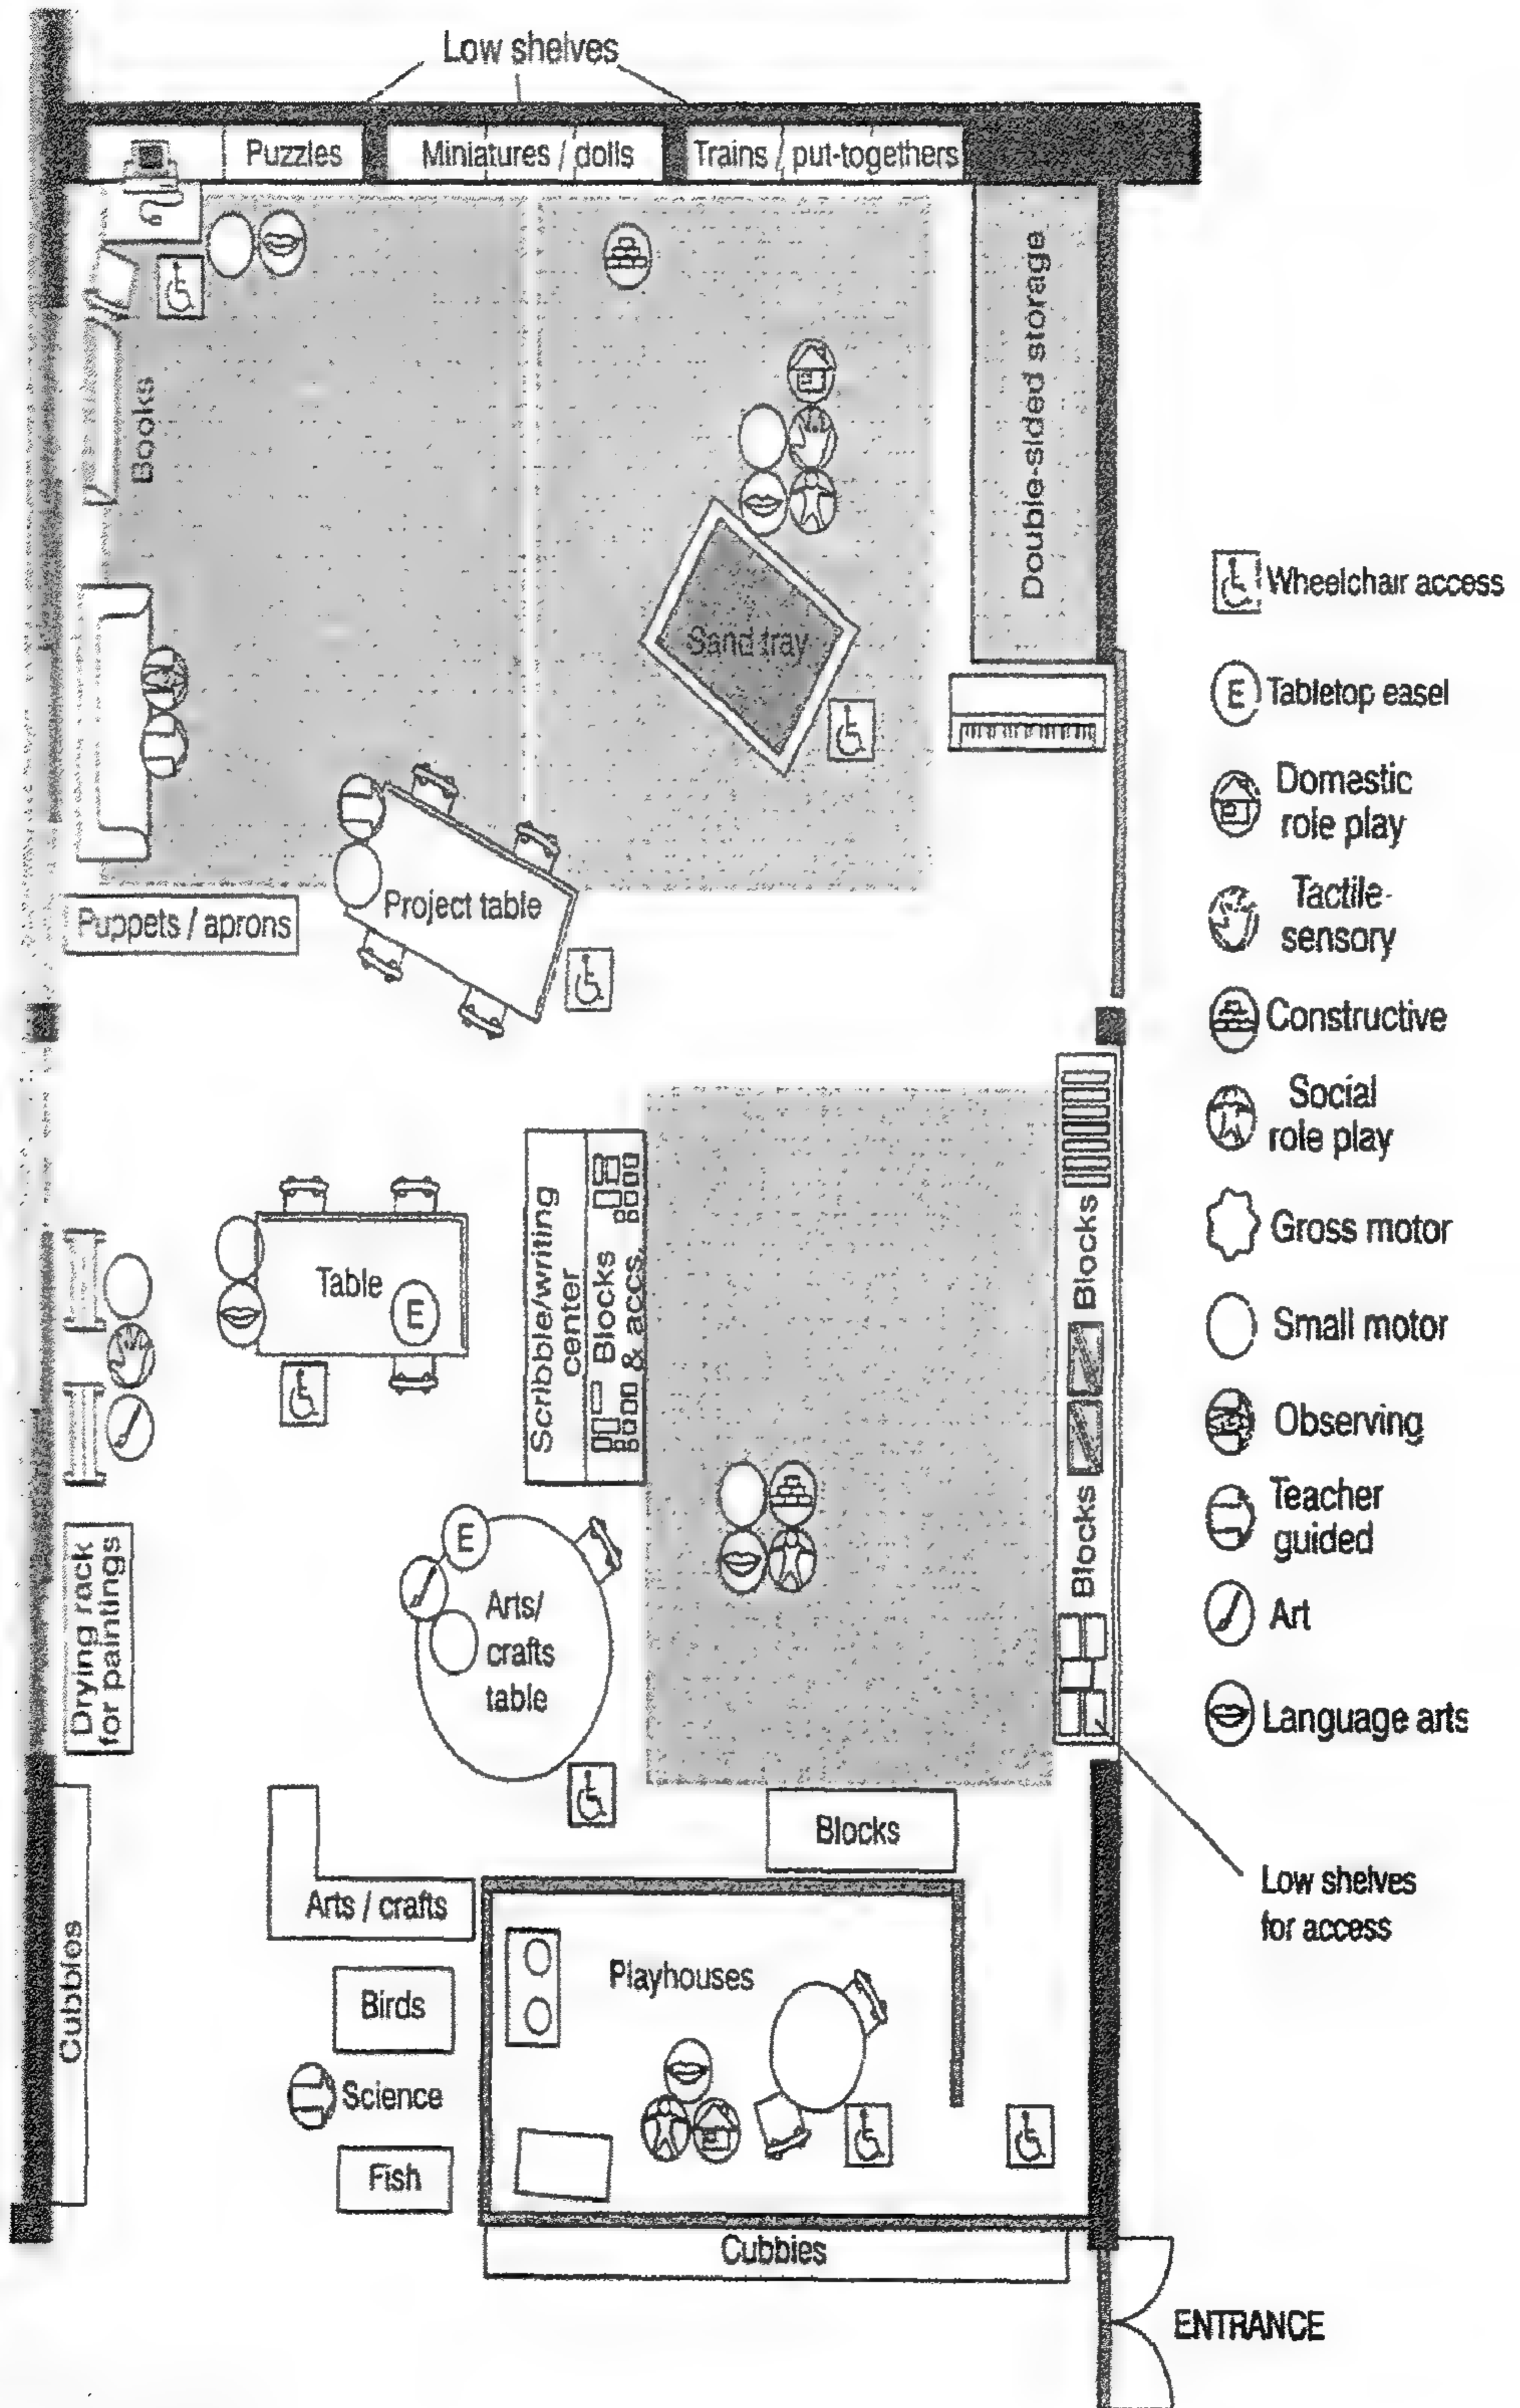 Low shelves
Puzzles
Miniatures / dolls
Trains / put-togethers
Books
Double-sided storage
Sand tray
Puppets / aprons
Project table
Wheelchair access
E
Tabletop easel
Domestic
role play
Tactile-
sensory
Constructive
Social
role play
Gross motor
Small motor
Observing
Teacher
guided
Art
Language arts
Table
E
Scribble/writing
center
Blocks
& accs.
Blocks
Blocks
Drying rack
for paintings
E
Arts/
crafts
table
Blocks
Low shelves
for access
Cubbies
Arts / crafts
Birds
Science
Fish
Playhouses
Cubbies
ENTRANCE